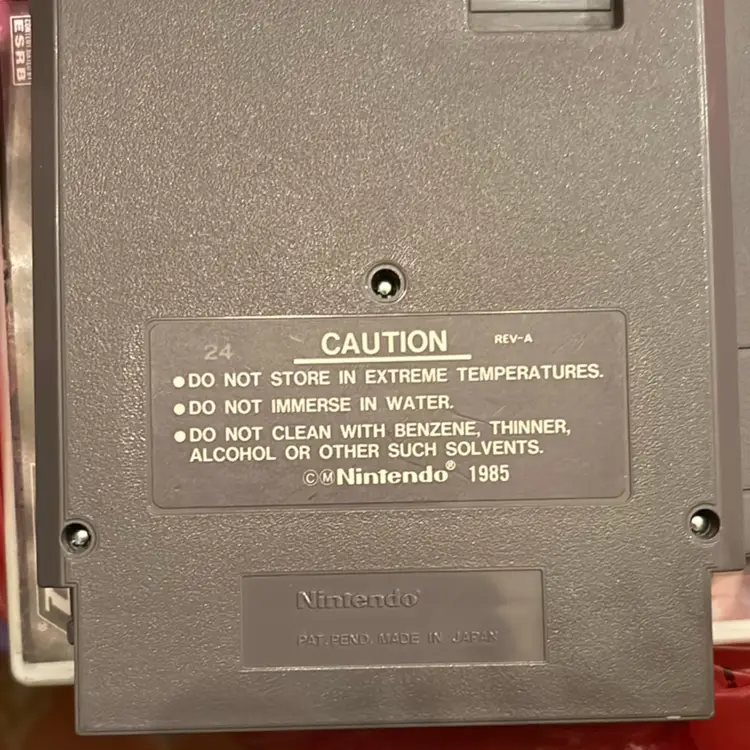 ESRB
24
CAUTION REV-A
●DO NOT STORE IN EXTREME TEMPERATURES.
●DO NOT IMMERSE IN WATER.
●DO NOT CLEAN WITH BENZENE, THINNER,
ALCOHOL OR OTHER SUCH SOLVENTS.
ⒸⓂNintendo® 1985
Nintendo®
PAT. PEND. MADE IN JAPAN